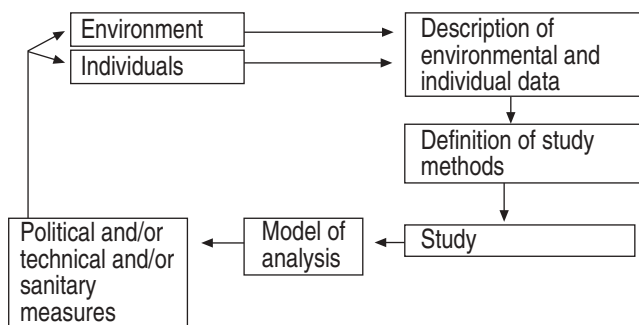 Environment
Individuals
Description of
environmental and
individual data
Definition of study
methods
Study
Model of
analysis
Political and/or
technical and/or
sanitary
measures